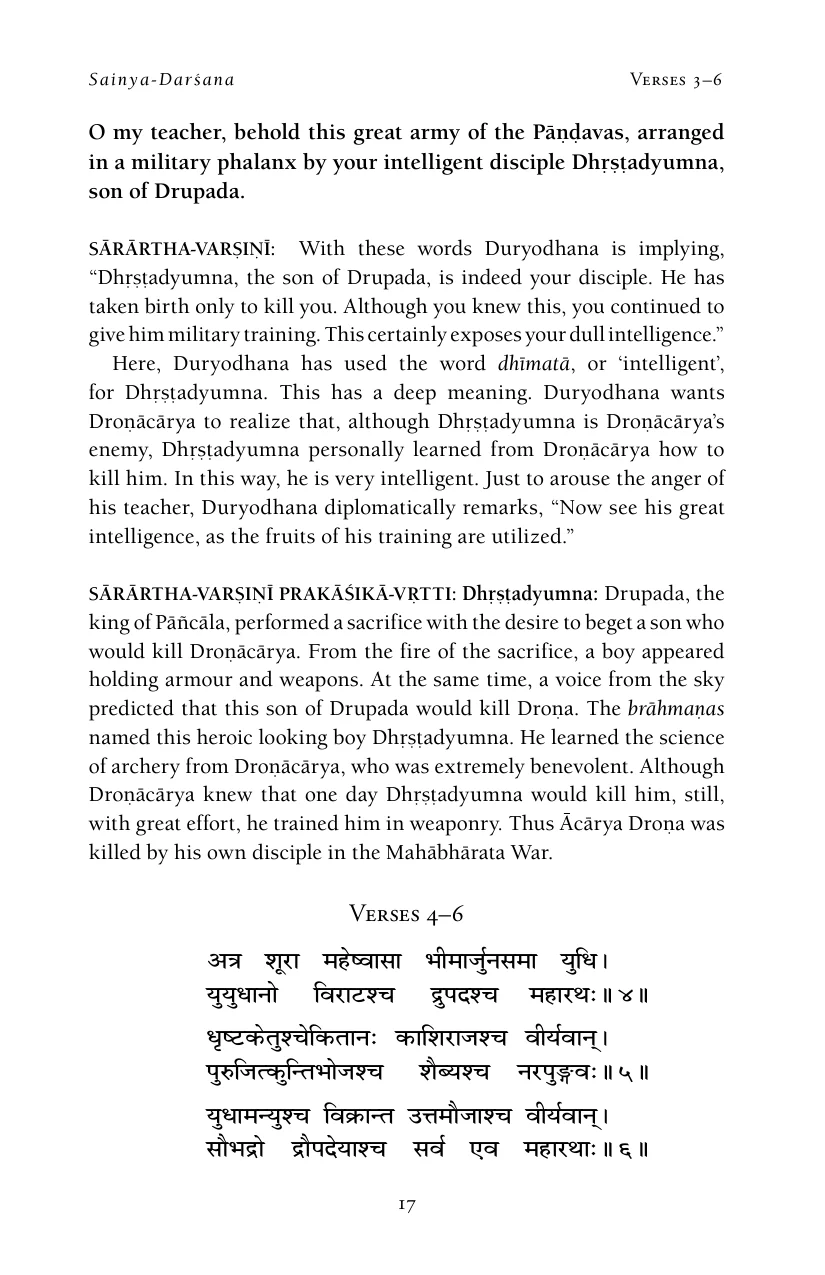 Sainya-Darśana Verses 3–6
O my teacher, behold this great army of the Pāṇḍavas, arranged
in a military phalanx by your intelligent disciple Dhṛṣṭadyumna,
son of Drupada.
SĀRĀRTHA-VARṢIṆĪ: With these words Duryodhana is implying,
“Dhṛṣṭadyumna, the son of Drupada, is indeed your disciple. He has
taken birth only to kill you. Although you knew this, you continued to
give him military training. This certainly exposes your dull intelligence.”
Here, Duryodhana has used the word dhīmatā, or ‘intelligent’,
for Dhṛṣṭadyumna. This has a deep meaning. Duryodhana wants
Droṇācārya to realize that, although Dhṛṣṭadyumna is Droṇācārya’s
enemy, Dhṛṣṭadyumna personally learned from Droṇācārya how to
kill him. In this way, he is very intelligent. Just to arouse the anger of
his teacher, Duryodhana diplomatically remarks, “Now see his great
intelligence, as the fruits of his training are utilized.”
SĀRĀRTHA-VARṢIṆĪ PRAKĀŚIKĀ-VṚTTI: Dhṛṣṭadyumna: Drupada, the
king of Pāñcāla, performed a sacrifice with the desire to beget a son who
would kill Droṇācārya. From the fire of the sacrifice, a boy appeared
holding armour and weapons. At the same time, a voice from the sky
predicted that this son of Drupada would kill Droṇa. The brāhmaṇas
named this heroic looking boy Dhṛṣṭadyumna. He learned the science
of archery from Droṇācārya, who was extremely benevolent. Although
Droṇācārya knew that one day Dhṛṣṭadyumna would kill him, still,
with great effort, he trained him in weaponry. Thus Ācārya Droṇa was
killed by his own disciple in the Mahābhārata War.
Verses 4–6
अत्र शूरा महेष्वासा भीमार्जुनसमा युधि।
युयुधानो विराटश्च द्रुपदश्च महारथः॥ ४॥
धृष्टकेतुश्चेकितानः काशिराजश्च वीर्यवान्।
पुरुजित्कुन्तिभोजश्च शैब्यश्च नरपुङ्गवः॥ ५॥
युधामन्युश्च विक्रान्त उत्तमौजाश्च वीर्यवान्।
सौभद्रो द्रौपदेयाश्च सर्व एव महारथाः॥ ६॥
17